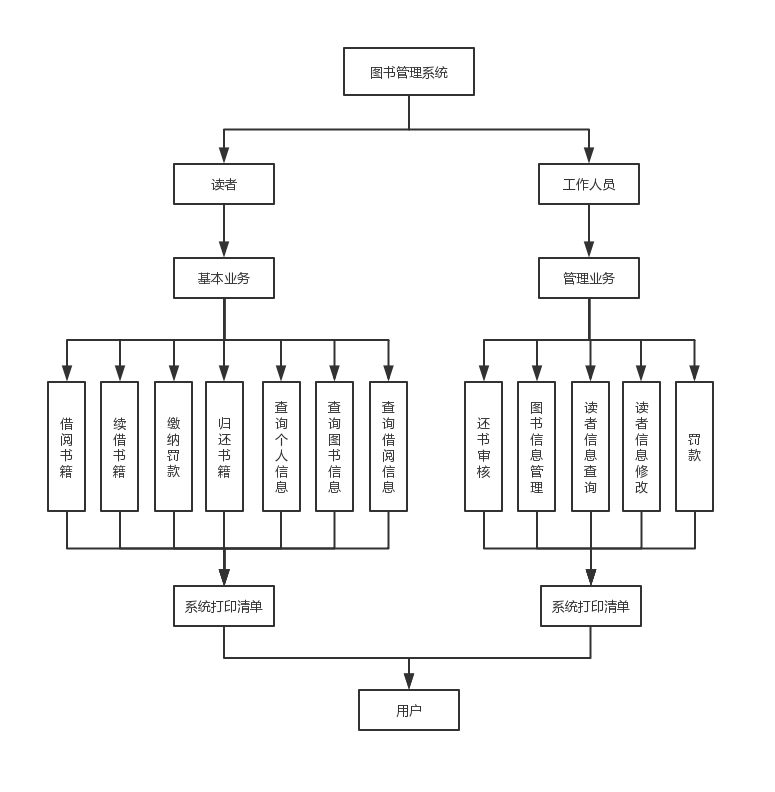 图书管理系统
读者
工作人员
基本业务
管理业务
借阅书籍
续借书籍
缴纳罚款
归还书籍
查询个人信息
查询图书信息
查询借阅信息
还书审核
图书信息管理
读者信息查询
读者信息修改
罚款
系统打印清单
系统打印清单
用户